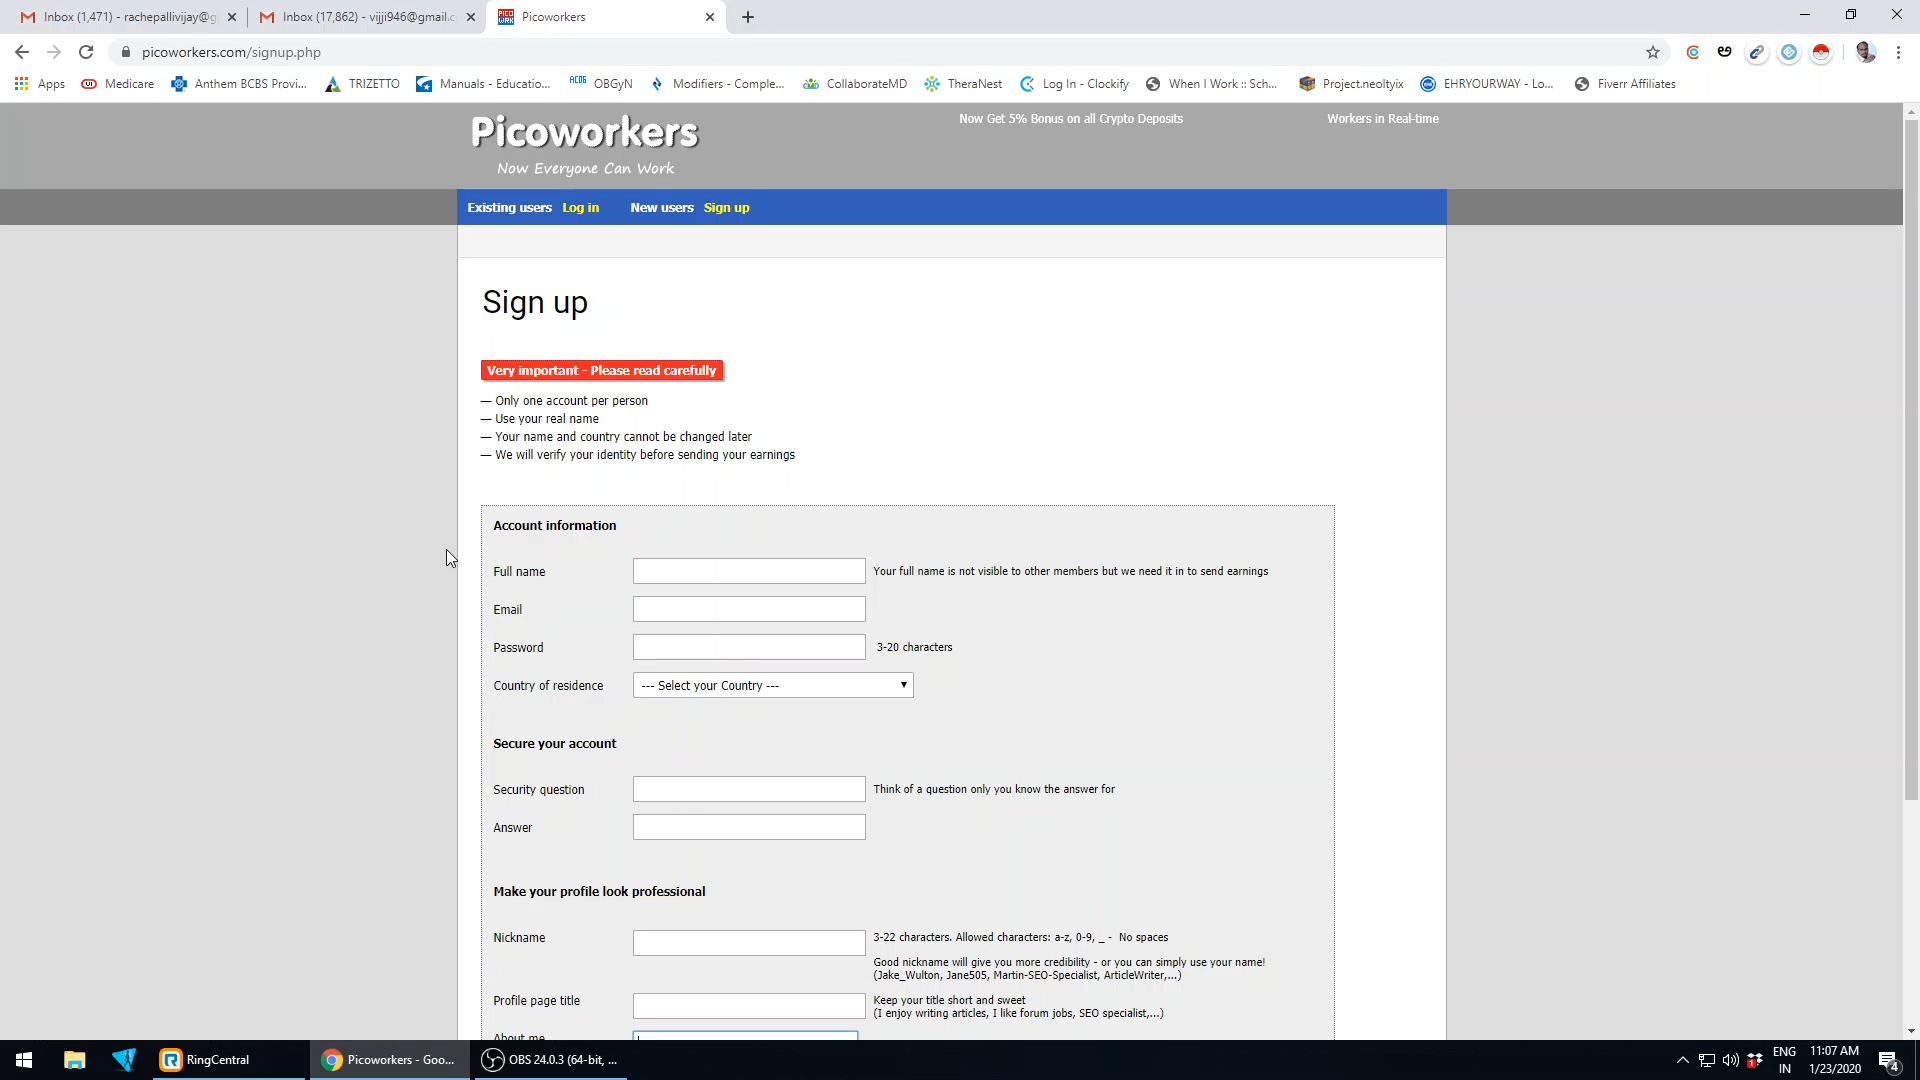 Inbox (1,471) - rachepallivijay@g
Inbox (17,862) - vijji946@gmail.c
Picoworkers
picoworkers.com/signup.php
Apps
Medicare
Anthem BCBS Provi...
TRIZETTO
Manuals - Educatio...
ACOG
OBGyN
Modifiers - Comple...
CollaborateMD
TheraNest
Log In - Clockify
When I Work :: Sch...
Project.neoltyix
EHRYOURWAY - Lo...
Fiverr Affiliates
Picoworkers
Now Everyone Can Work
Now Get 5% Bonus on all Crypto Deposits
Workers in Real-time
Existing users Log in New users Sign up
Sign up
Very important - Please read carefully
— Only one account per person
— Use your real name
— Your name and country cannot be changed later
— We will verify your identity before sending your earnings
Account information
Full name
Your full name is not visible to other members but we need it in to send earnings
Email
Password
3-20 characters
Country of residence
--- Select your Country ---
Secure your account
Security question
Think of a question only you know the answer for
Answer
Make your profile look professional
Nickname
3-22 characters. Allowed characters: a-z, 0-9, _ - No spaces
Good nickname will give you more credibility - or you can simply use your name!
(Jake_Wulton, Jane505, Martin-SEO-Specialist, ArticleWriter,...)
Profile page title
Keep your title short and sweet
(I enjoy writing articles, I like forum jobs, SEO specialist,...)
About me
RingCentral
Picoworkers - Goo...
OBS 24.0.3 (64-bit, ...
ENG
IN
11:07 AM
1/23/2020
4